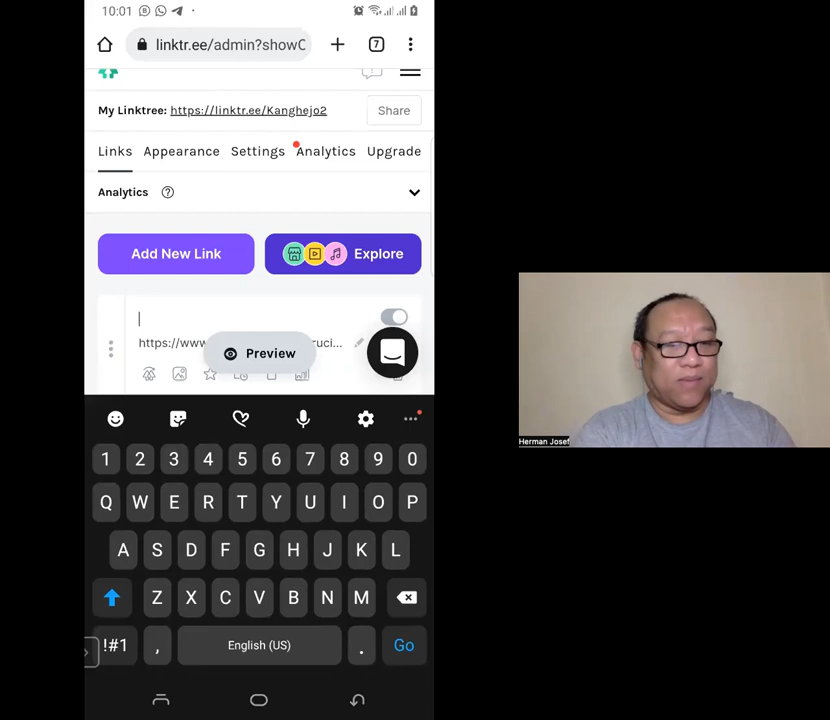 10:01
linktr.ee/admin?showC
7
My Linktree: https://linktr.ee/Kanghejo2
Share
Links Appearance Settings Analytics Upgrade
Analytics ?
Add New Link
Explore
https://www
ruci...
Preview
1 2 3 4 5 6 7 8 9 0
Q W E R T Y U I O P
A S D F G H J K L
Z X C V B N M
!#1 , English (US) . Go
Herman Josef